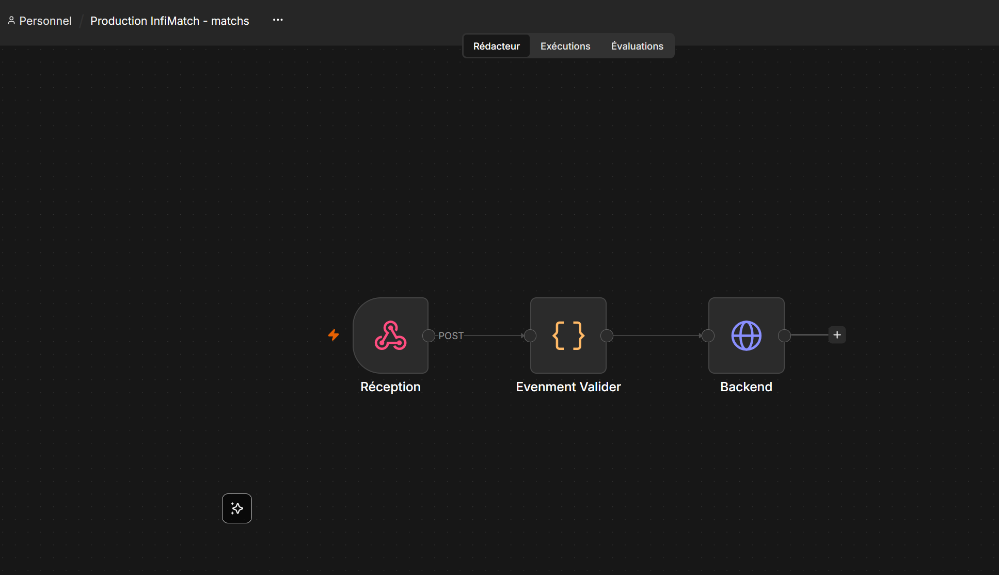 Personnel / Production InfiMatch - matchs ...
Rédacteur Exécutions Évaluations
POST
Réception Evenment Valider Backend